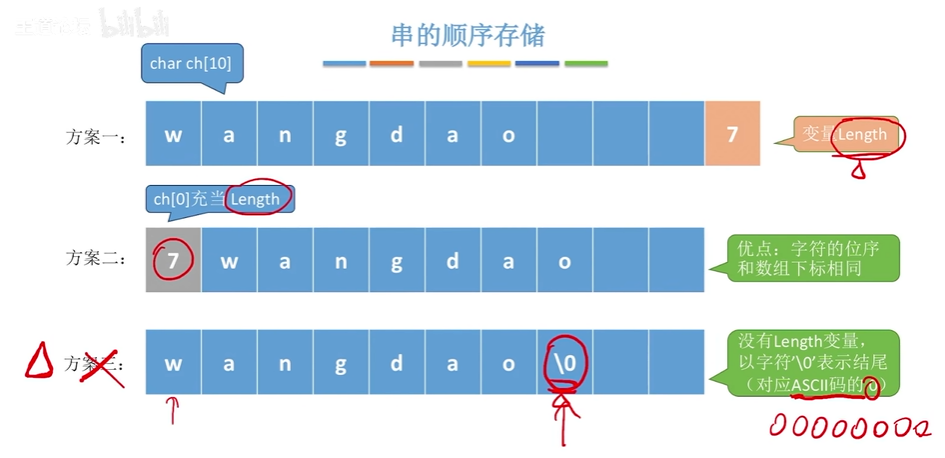 bilibili
串的顺序存储
char ch[10]
方案一：
w a n g d a o 7
变量Length
ch[0]充当Length
方案二：
7 w a n g d a o
优点：字符的位序
和数组下标相同
方案三：
w a n g d a o \0
没有Length变量，
以字符'\0'表示结尾
（对应ASCII码的 0）
00000000